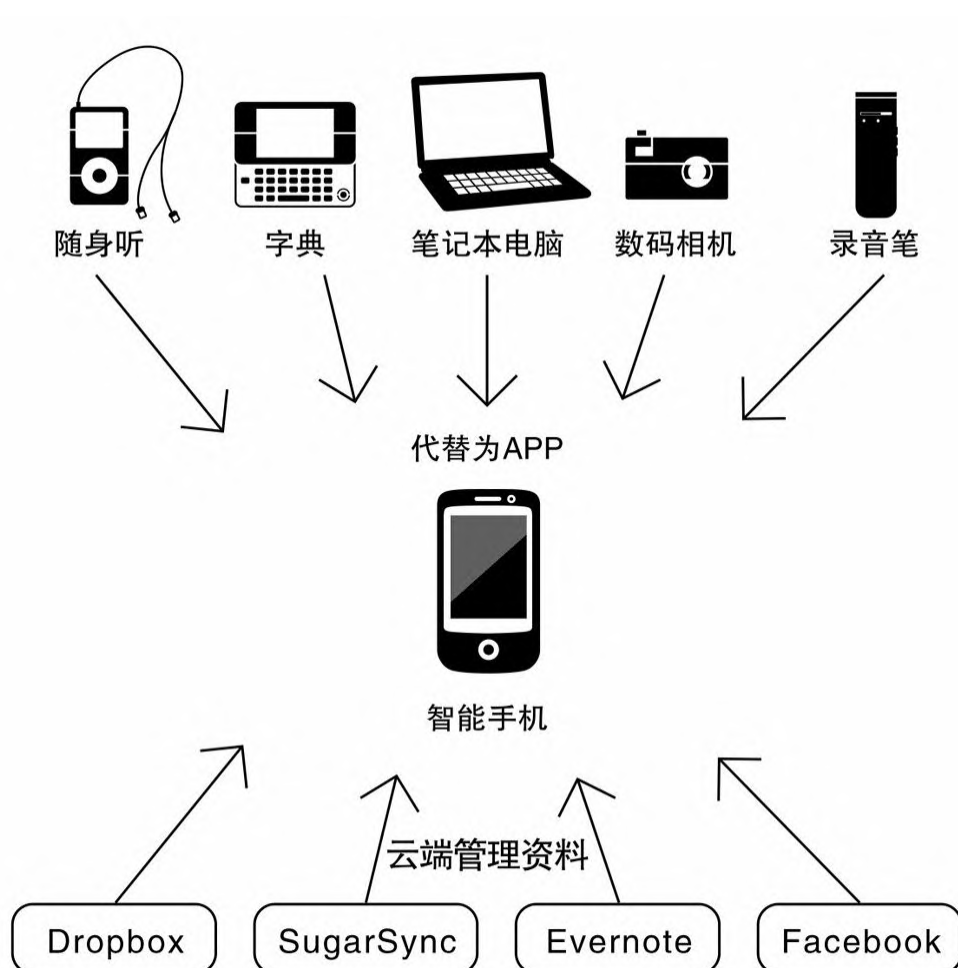 随身听 字典 笔记本电脑 数码相机 录音笔
代替为APP
智能手机
云端管理资料
Dropbox SugarSync Evernote Facebook